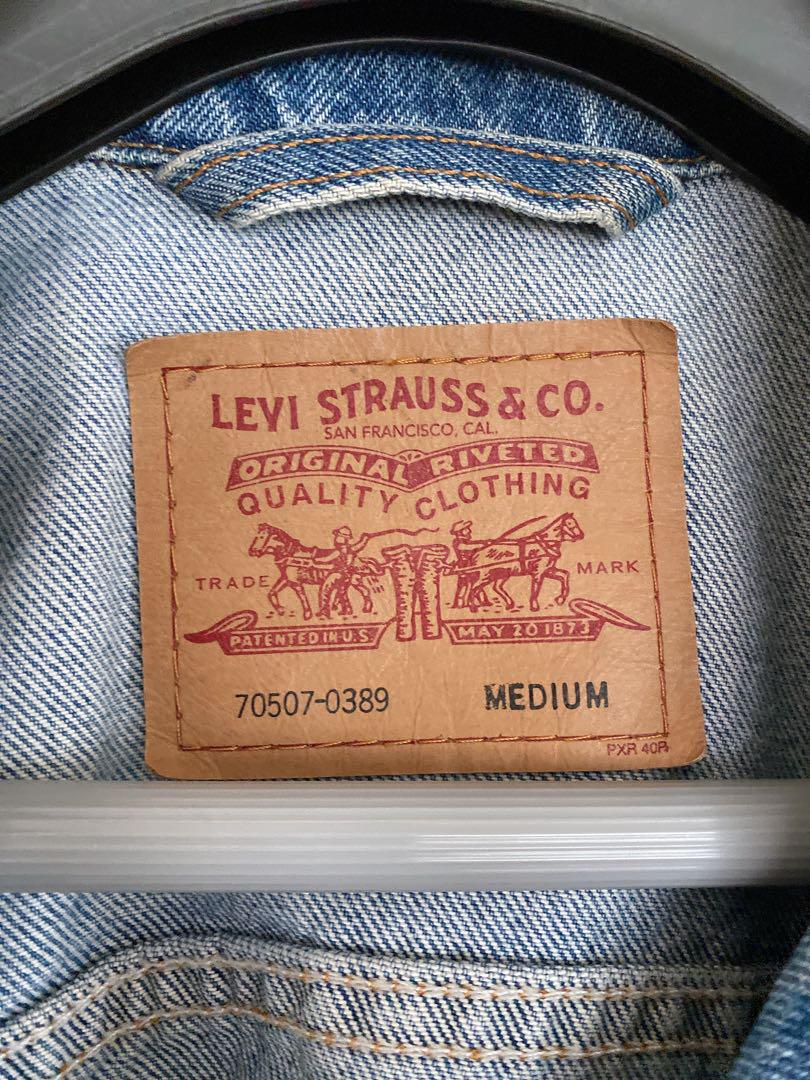 LEVI STRAUSS & CO.
SAN FRANCISCO, CAL.
ORIGINAL RIVETED
QUALITY CLOTHING
TRADE MARK
PATENTED IN U.S. MAY 20 1873
70507-0389 MEDIUM
PXR 40R